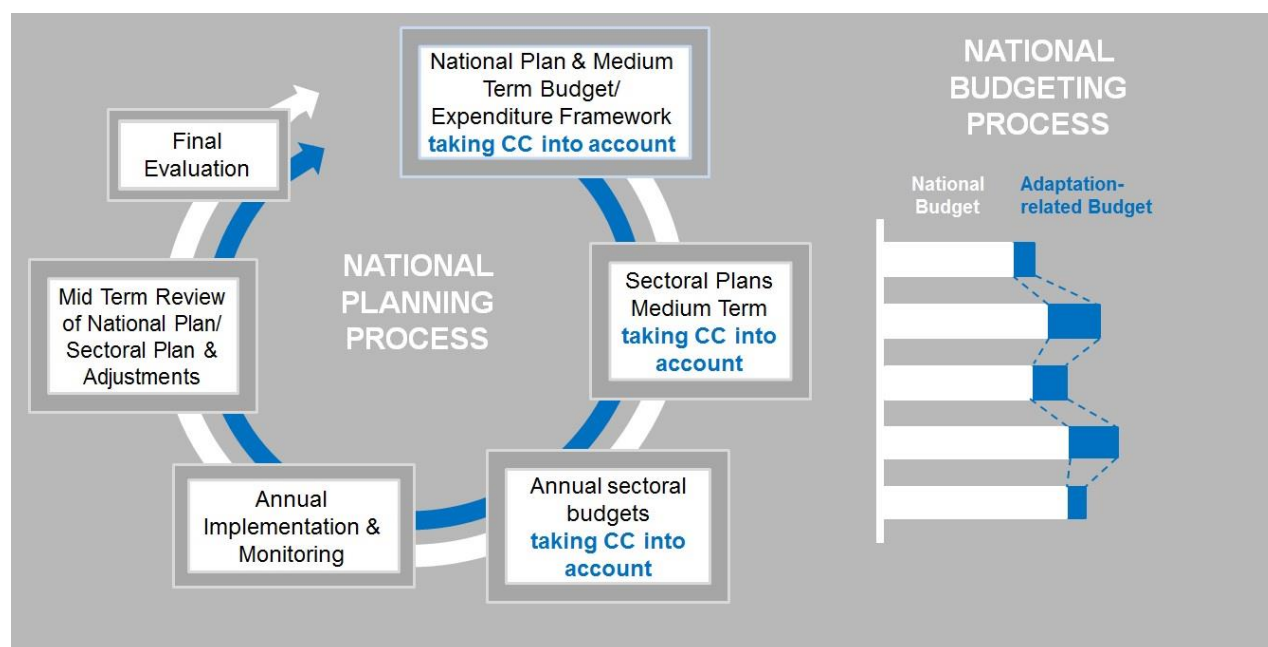 National Plan & Medium
Term Budget/
Expenditure Framework
taking CC into account
Sectoral Plans
Medium Term
taking CC into
account
Annual sectoral
budgets
taking CC into
account
Annual
Implementation &
Monitoring
Mid Term Review
of National Plan/
Sectoral Plan &
Adjustments
Final
Evaluation
NATIONAL
PLANNING
PROCESS
NATIONAL
BUDGETING
PROCESS
National
Budget
Adaptation-
related Budget